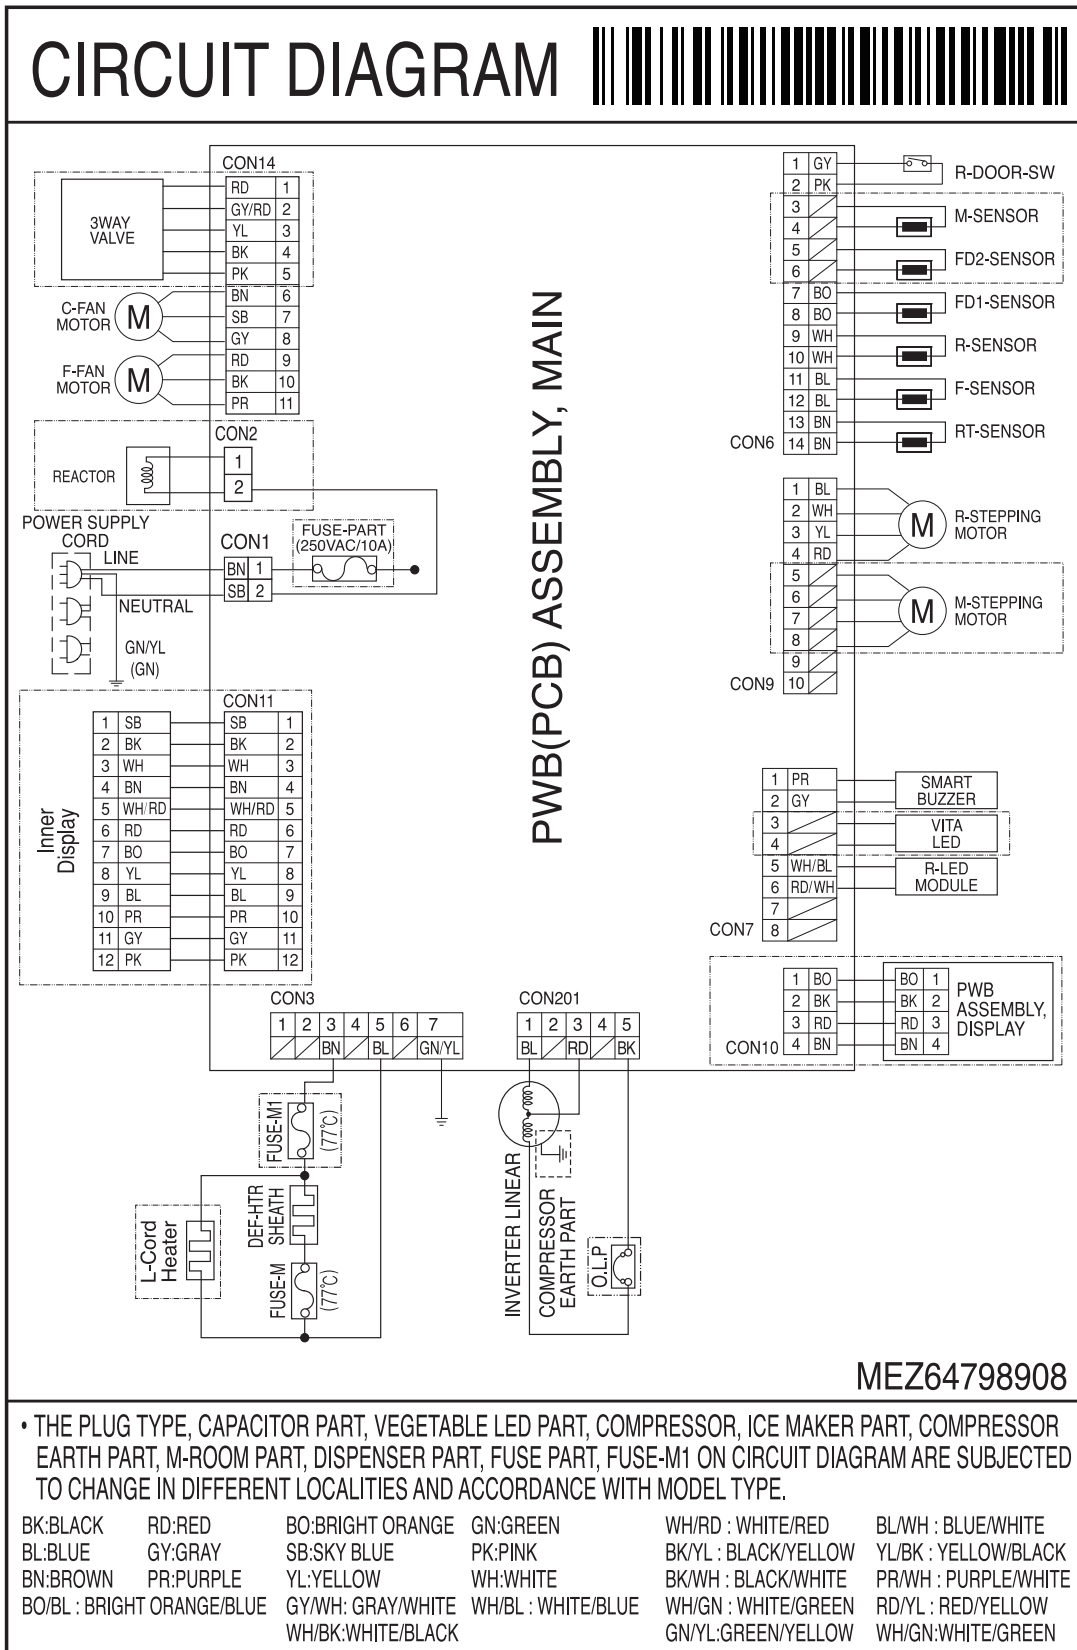 CIRCUIT DIAGRAM
CON14
3WAY
VALVE
RD 1
GY/RD 2
YL 3
BK 4
PK 5
C-FAN
MOTOR
M
BN 6
SB 7
GY 8
F-FAN
MOTOR
M
RD 9
BK 10
PR 11
CON2
REACTOR
1
2
POWER SUPPLY
CORD
LINE
NEUTRAL
GN/YL
(GN)
CON1
BN 1
SB 2
FUSE-PART
(250VAC/10A)
CON11
Inner
Display
1 SB SB 1
2 BK BK 2
3 WH WH 3
4 BN BN 4
5 WH/RD WH/RD 5
6 RD RD 6
7 BO BO 7
8 YL YL 8
9 BL BL 9
10 PR PR 10
11 GY GY 11
12 PK PK 12
PWB(PCB) ASSEMBLY, MAIN
1 GY
2 PK
3
4
5
6
7 BO
8 BO
9 WH
10 WH
11 BL
12 BL
13 BN
14 BN
CON6
R-DOOR-SW
M-SENSOR
FD2-SENSOR
FD1-SENSOR
R-SENSOR
F-SENSOR
RT-SENSOR
1 BL
2 WH
3 YL
4 RD
5
6
7
8
9
10
CON9
M
R-STEPPING
MOTOR
M
M-STEPPING
MOTOR
1 PR
2 GY
3
4
5 WH/BL
6 RD/WH
7
8
CON7
SMART
BUZZER
VITA
LED
R-LED
MODULE
1 BO BO 1
2 BK BK 2
3 RD RD 3
4 BN BN 4
CON10
PWB
ASSEMBLY,
DISPLAY
CON3
1 2 3 4 5 6 7
BN BL GN/YL
CON201
1 2 3 4 5
BL RD BK
FUSE-M1
(77°C)
DEF-HTR
SHEATH
L-Cord
Heater
FUSE-M
(77°C)
INVERTER LINEAR
COMPRESSOR
EARTH PART
O.L.P
MEZ64798908
• THE PLUG TYPE, CAPACITOR PART, VEGETABLE LED PART, COMPRESSOR, ICE MAKER PART, COMPRESSOR
EARTH PART, M-ROOM PART, DISPENSER PART, FUSE PART, FUSE-M1 ON CIRCUIT DIAGRAM ARE SUBJECTED
TO CHANGE IN DIFFERENT LOCALITIES AND ACCORDANCE WITH MODEL TYPE.
BK:BLACK RD:RED BO:BRIGHT ORANGE GN:GREEN WH/RD : WHITE/RED BL/WH : BLUE/WHITE
BL:BLUE GY:GRAY SB:SKY BLUE PK:PINK BK/YL : BLACK/YELLOW YL/BK : YELLOW/BLACK
BN:BROWN PR:PURPLE YL:YELLOW WH:WHITE BK/WH : BLACK/WHITE PR/WH : PURPLE/WHITE
BO/BL : BRIGHT ORANGE/BLUE GY/WH: GRAY/WHITE WH/BL : WHITE/BLUE WH/GN : WHITE/GREEN RD/YL : RED/YELLOW
WH/BK:WHITE/BLACK GN/YL:GREEN/YELLOW WH/GN:WHITE/GREEN